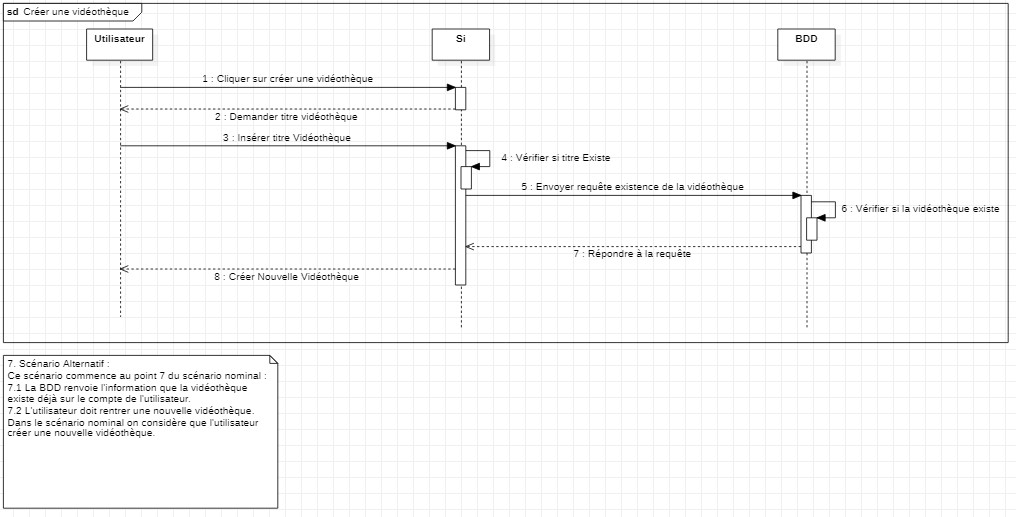 sd Créer une vidéothèque
Utilisateur
Si
BDD
1 : Cliquer sur créer une vidéothèque
2 : Demander titre vidéothèque
3 : Insérer titre Vidéothèque
4 : Vérifier si titre Existe
5 : Envoyer requête existence de la vidéothèque
6 : Vérifier si la vidéothèque existe
7 : Répondre à la requête
8 : Créer Nouvelle Vidéothèque
7. Scénario Alternatif :
Ce scénario commence au point 7 du scénario nominal :
7.1 La BDD renvoie l'information que la vidéothèque
existe déjà sur le compte de l'utilisateur.
7.2 L'utilisateur doit rentrer une nouvelle vidéothèque.
Dans le scénario nominal on considère que l'utilisateur
créer une nouvelle vidéothèque.